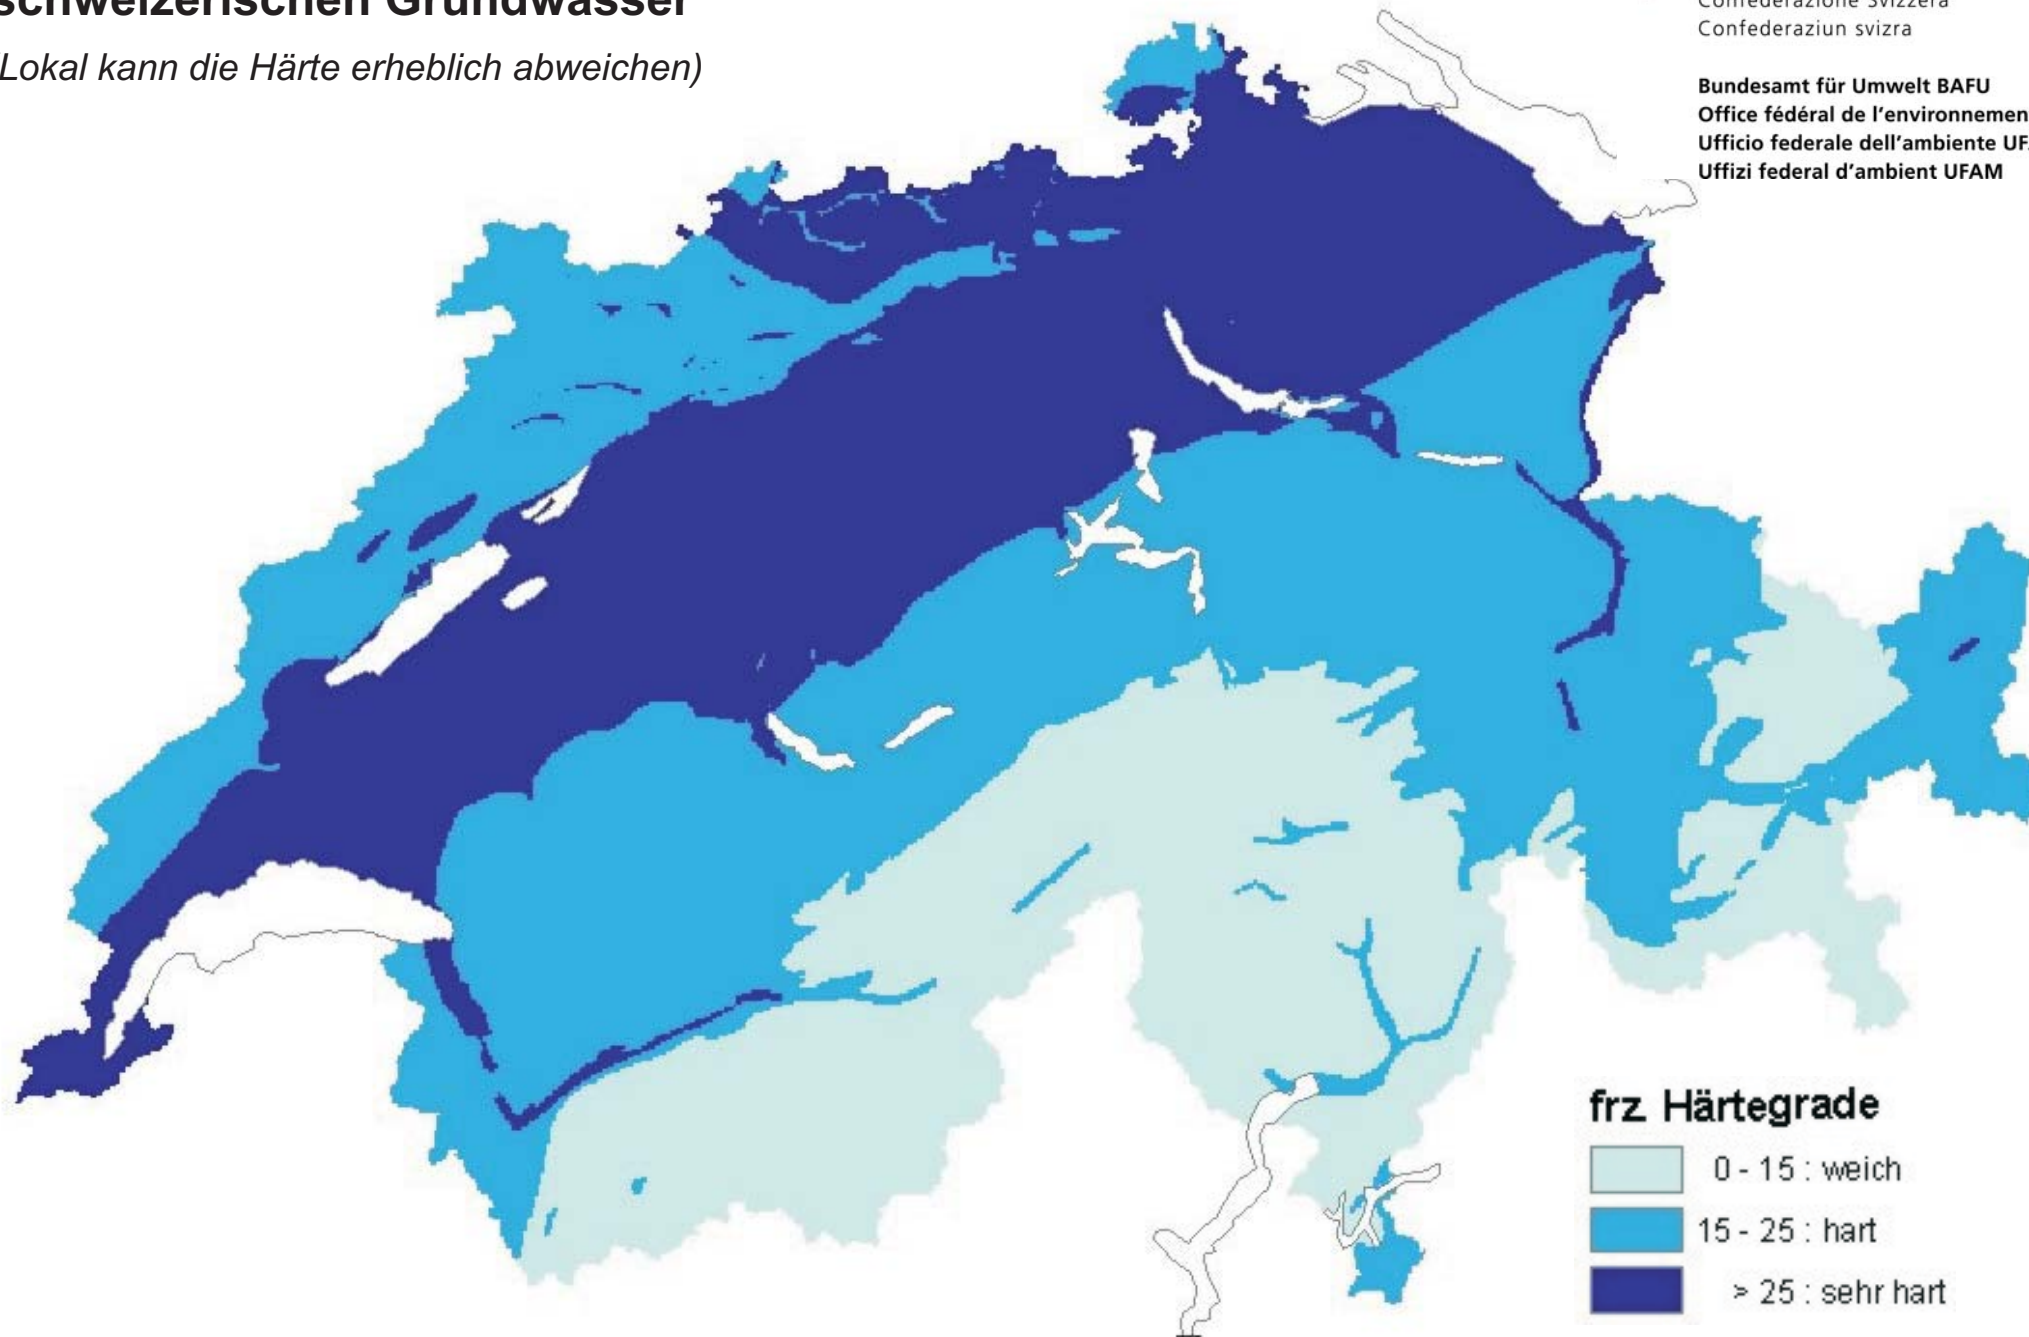 schweizerischen Grundwasser
Lokal kann die Härte erheblich abweichen)
Confederazione Svizzera
Confederaziun svizra
Bundesamt für Umwelt BAFU
Office fédéral de l'environnemen
Ufficio federale dell'ambiente UF
Uffizi federal d'ambient UFAM
frz. Härtegrade
0 - 15 : weich
15 - 25 : hart
> 25 : sehr hart